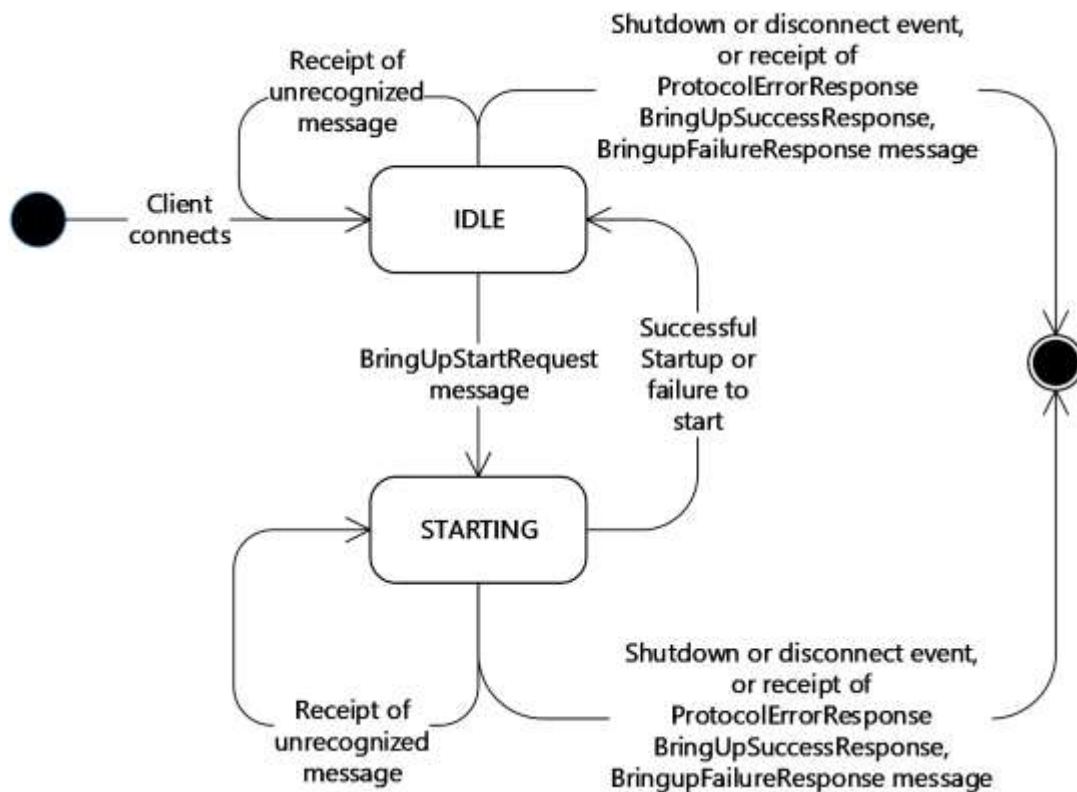 Receipt of
unrecognized
message
Shutdown or disconnect event,
or receipt of
ProtocolErrorResponse
BringUpSuccessResponse,
BringupFailureResponse message
Client
connects
IDLE
BringUpStartRequest
message
Successful
Startup or
failure to
start
STARTING
Receipt of
unrecognized
message
Shutdown or disconnect event,
or receipt of
ProtocolErrorResponse
BringUpSuccessResponse,
BringupFailureResponse message